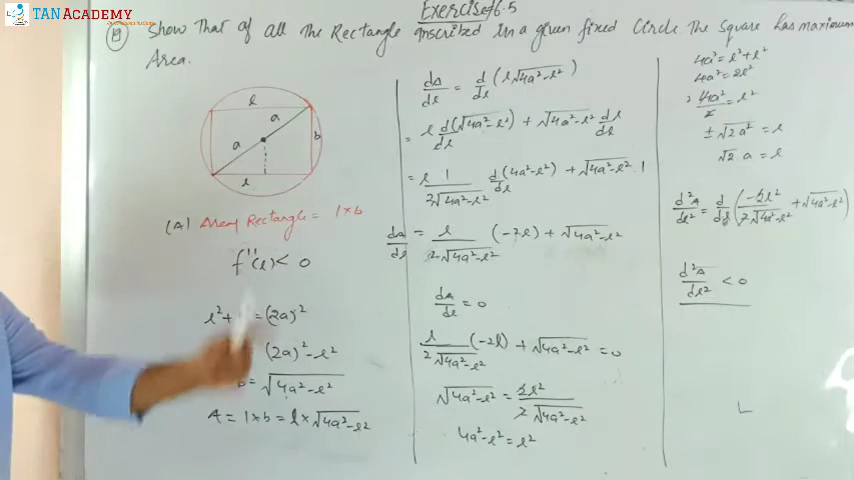 TAN ACADEMY
Exercise 6.5
19 Show That of all the Rectangle inscribed in a given fixed Circle The Square has maximum
Area.
l
a
a
b
l
(A) Area Rectangle = l×b
f''(l) < 0
l²+ = (2a)²
(2a)² - l²
b = √4a²-l²
A = l×b = l×√4a²-l²
dA/dl = d/dl (l√4a²-l²)
= l d/dl (√4a²-l²) + √4a²-l² dl/dl
= l 1/2√4a²-l² d/dl (4a²-l²) + √4a²-l² . 1
dA/dl = l/2√4a²-l² (-2l) + √4a²-l²
dA/dl = 0
l/2√4a²-l² (-2l) + √4a²-l² = 0
√4a²-l² = 2l²/2√4a²-l²
4a²-l² = l²
4a² = l²+l²
4a² = 2l²
4a²/2 = l²
±√2a² = l
√2 a = l
d²A/dl² = d/dl (-2l²/2√4a²-l² + √4a²-l²)
d²A/dl² < 0